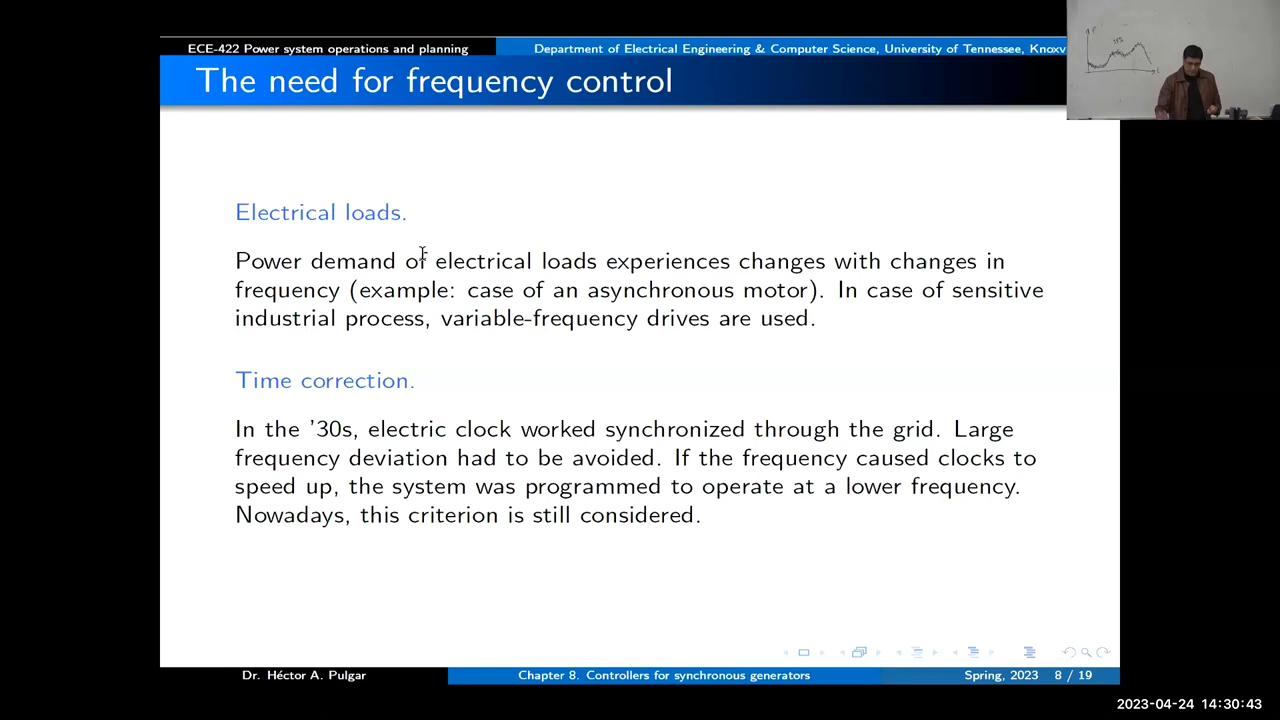 ECE-422 Power system operations and planning
Department of Electrical Engineering & Computer Science, University of Tennessee, Knoxv
The need for frequency control
Electrical loads.
Power demand of electrical loads experiences changes with changes in
frequency (example: case of an asynchronous motor). In case of sensitive
industrial process, variable-frequency drives are used.
Time correction.
In the '30s, electric clock worked synchronized through the grid. Large
frequency deviation had to be avoided. If the frequency caused clocks to
speed up, the system was programmed to operate at a lower frequency.
Nowadays, this criterion is still considered.
Dr. Héctor A. Pulgar
Chapter 8. Controllers for synchronous generators
Spring, 2023 8 / 19
2023-04-24 14:30:43